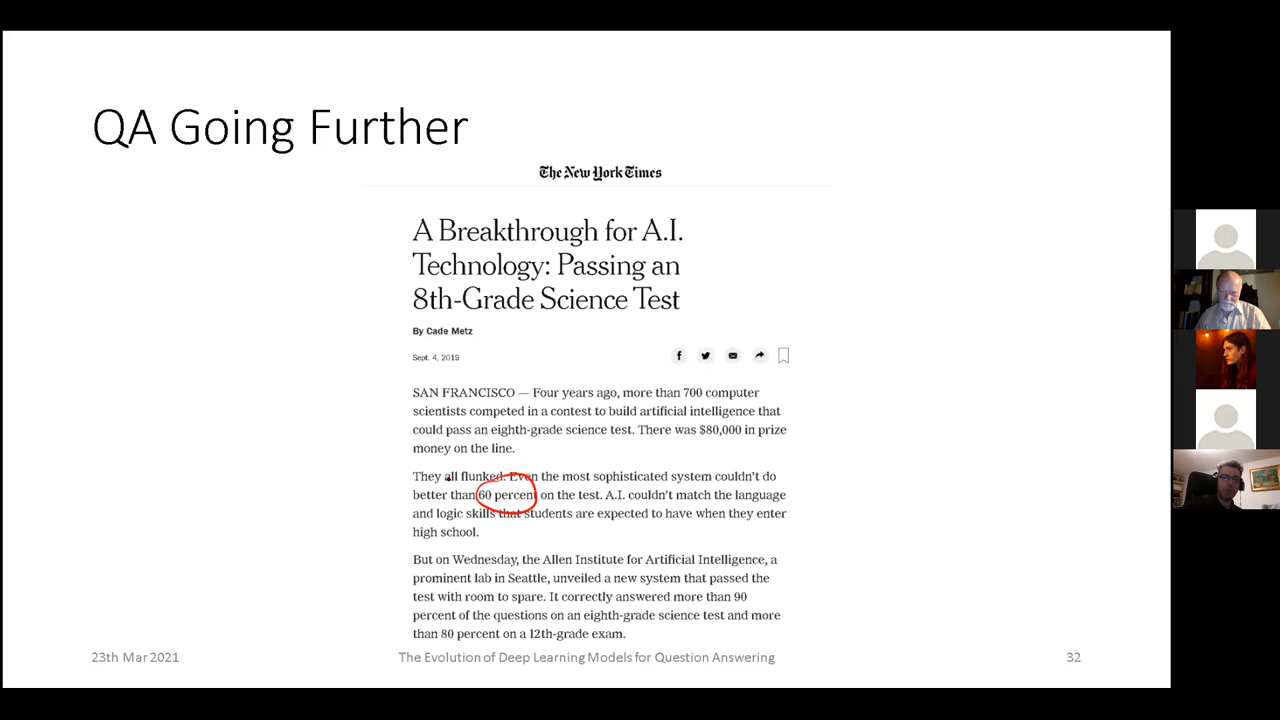 QA Going Further
The New York Times
A Breakthrough for A.I.
Technology: Passing an
8th-Grade Science Test
By Cade Metz
Sept. 4, 2019
SAN FRANCISCO — Four years ago, more than 700 computer
scientists competed in a contest to build artificial intelligence that
could pass an eighth-grade science test. There was $80,000 in prize
money on the line.
They all flunked. Even the most sophisticated system couldn't do
better than 60 percent on the test. A.I. couldn't match the language
and logic skills that students are expected to have when they enter
high school.
But on Wednesday, the Allen Institute for Artificial Intelligence, a
prominent lab in Seattle, unveiled a new system that passed the
test with room to spare. It correctly answered more than 90
percent of the questions on an eighth-grade science test and more
than 80 percent on a 12th-grade exam.
23th Mar 2021
The Evolution of Deep Learning Models for Question Answering
32